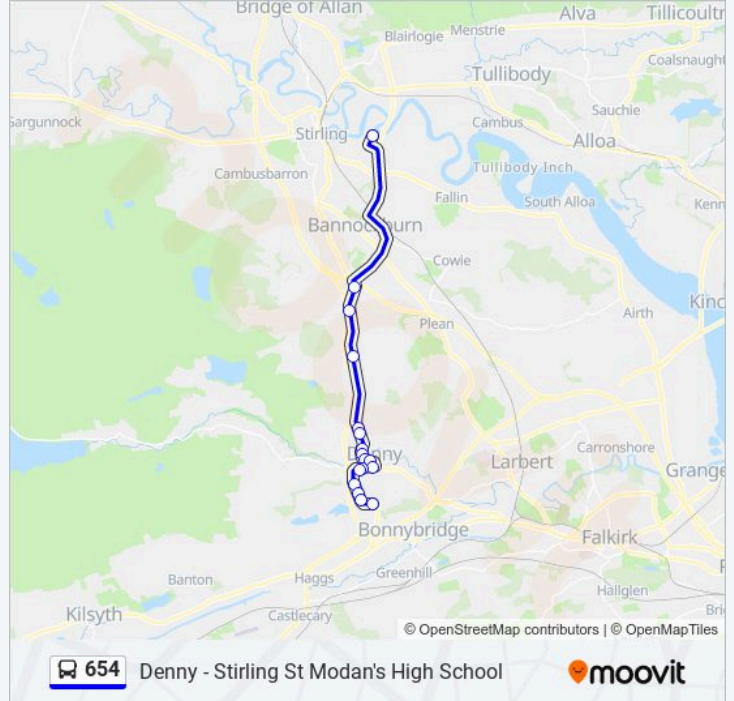 Bridge of Allan
Alva
Tillicoultr
Blairlogie
Menstrie
Coalsnaught
Tullibody
Sauchie
Gargunnock
Cambus
Stirling
Alloa
Cambusbarron
Tullibody Inch
Fallin
South Alloa
Kenn
Bannockburn
Cowie
Kinc
Airth
Plean
Denny
Carronshore
Larbert
Grange
Bonnybridge
Falkirk
Banton
Haggs
Greenhill
Hallglen
Kilsyth
Castlecary
Bri
© OpenStreetMap contributors | © OpenMapTiles
654 Denny - Stirling St Modan's High School moovit